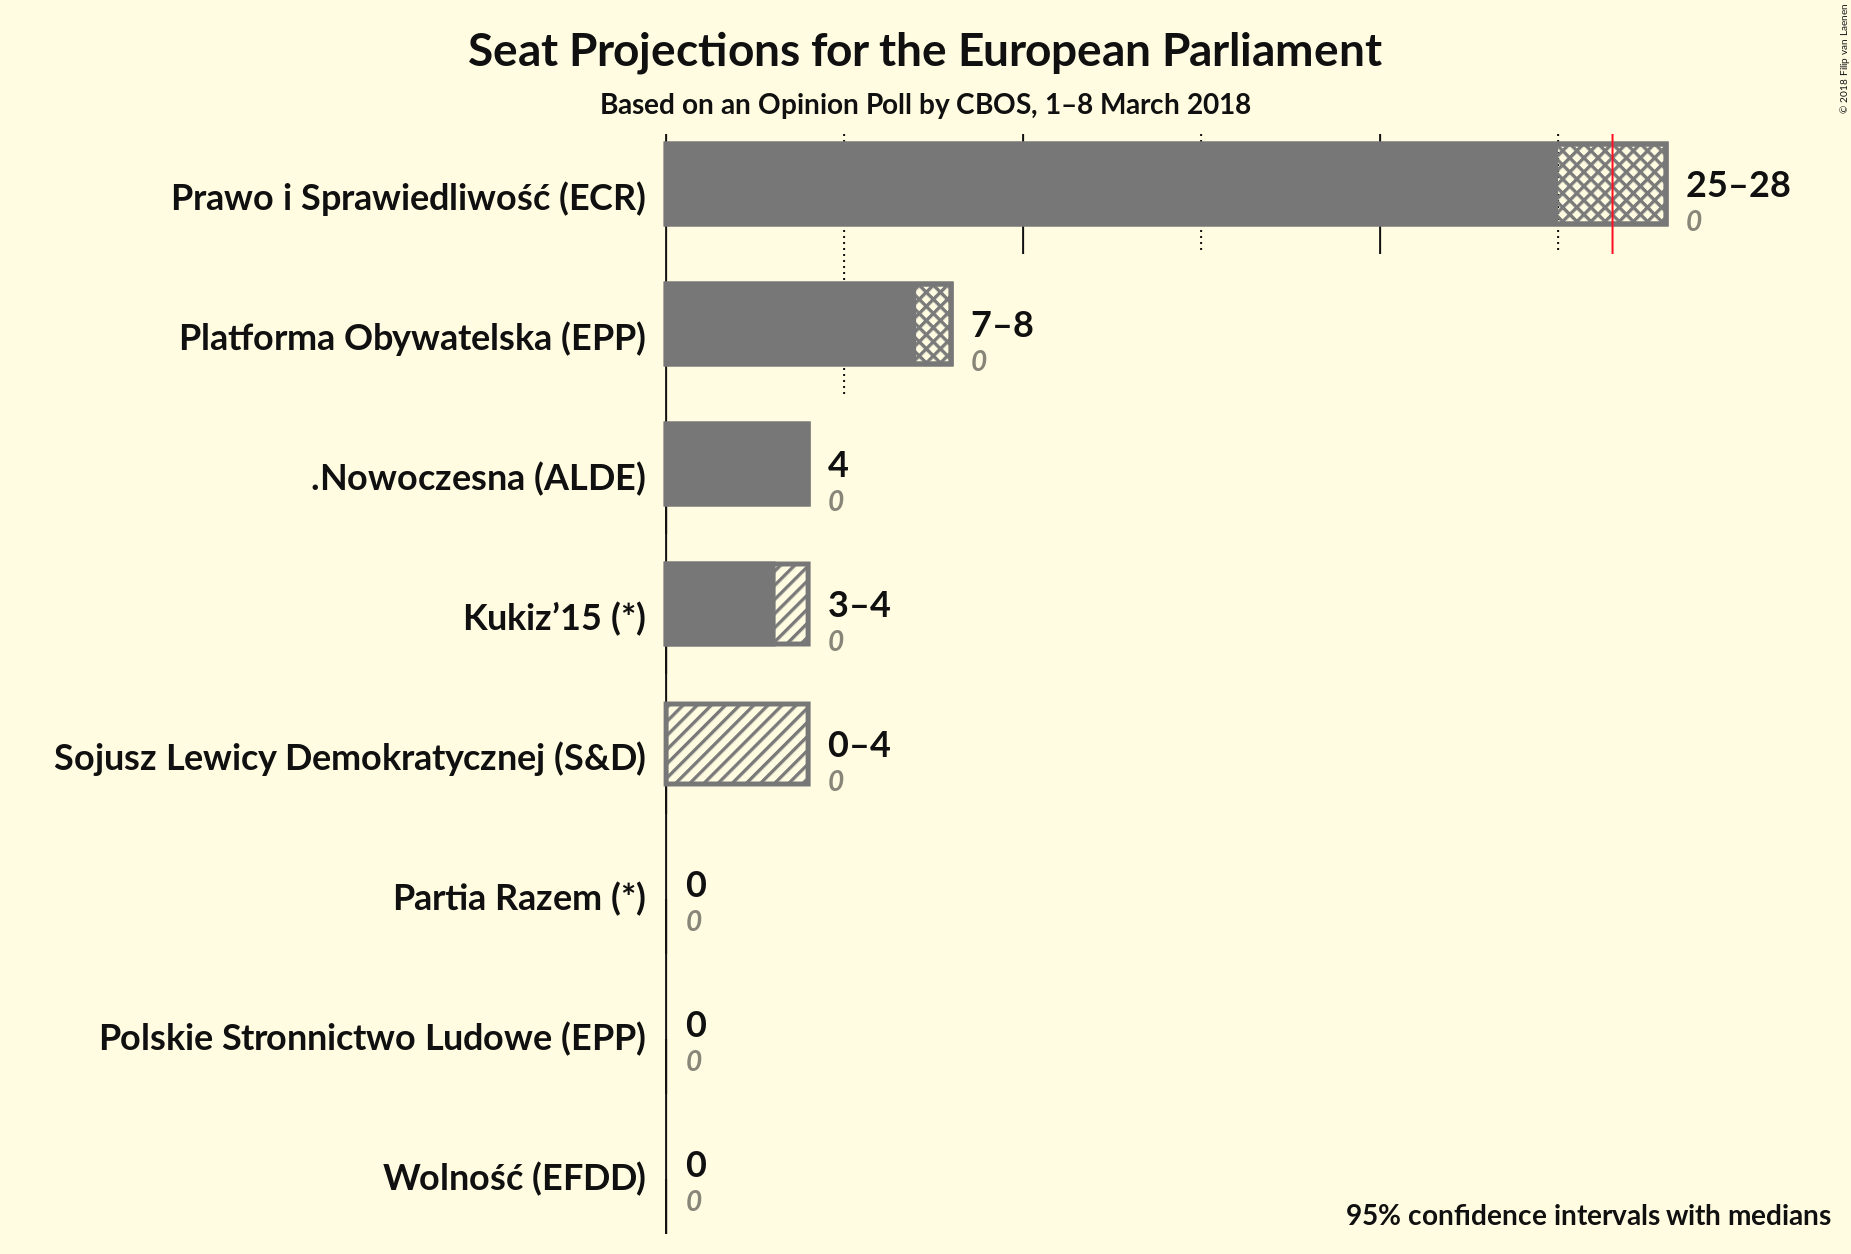 Seat Projections for the European Parliament
Based on an Opinion Poll by CBOS, 1–8 March 2018
© 2018 Filip van Laenen
Prawo i Sprawiedliwość (ECR)
25–28
0
Platforma Obywatelska (EPP)
7–8
0
.Nowoczesna (ALDE)
4
0
Kukiz’15 (*)
3–4
0
Sojusz Lewicy Demokratycznej (S&D)
0–4
0
Partia Razem (*)
0
0
Polskie Stronnictwo Ludowe (EPP)
0
0
Wolność (EFDD)
0
0
95% confidence intervals with medians